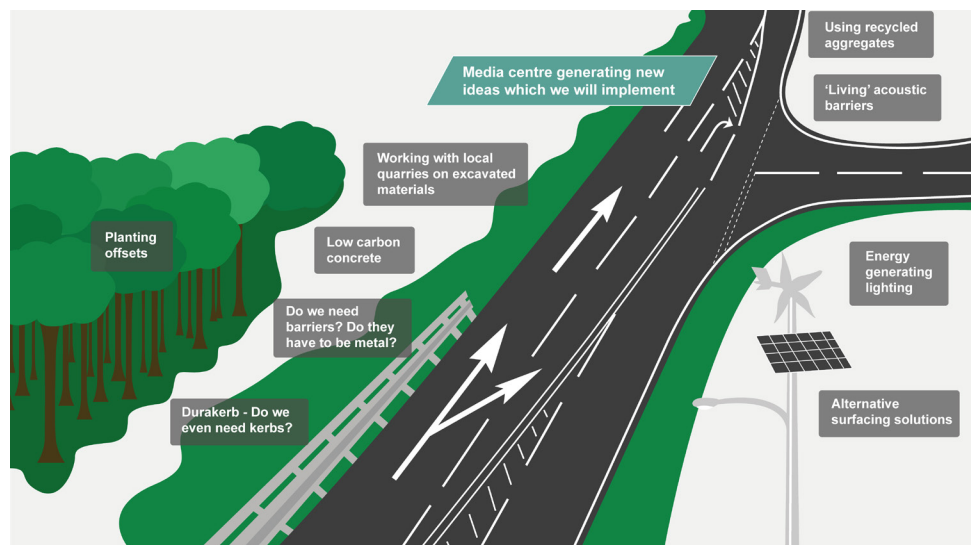 Using recycled
aggregates
Media centre generating new
ideas which we will implement
'Living' acoustic
barriers
Working with local
quarries on excavated
materials
Planting
offsets
Low carbon
concrete
Energy
generating
lighting
Do we need
barriers? Do they
have to be metal?
Durakerb - Do we
even need kerbs?
Alternative
surfacing solutions